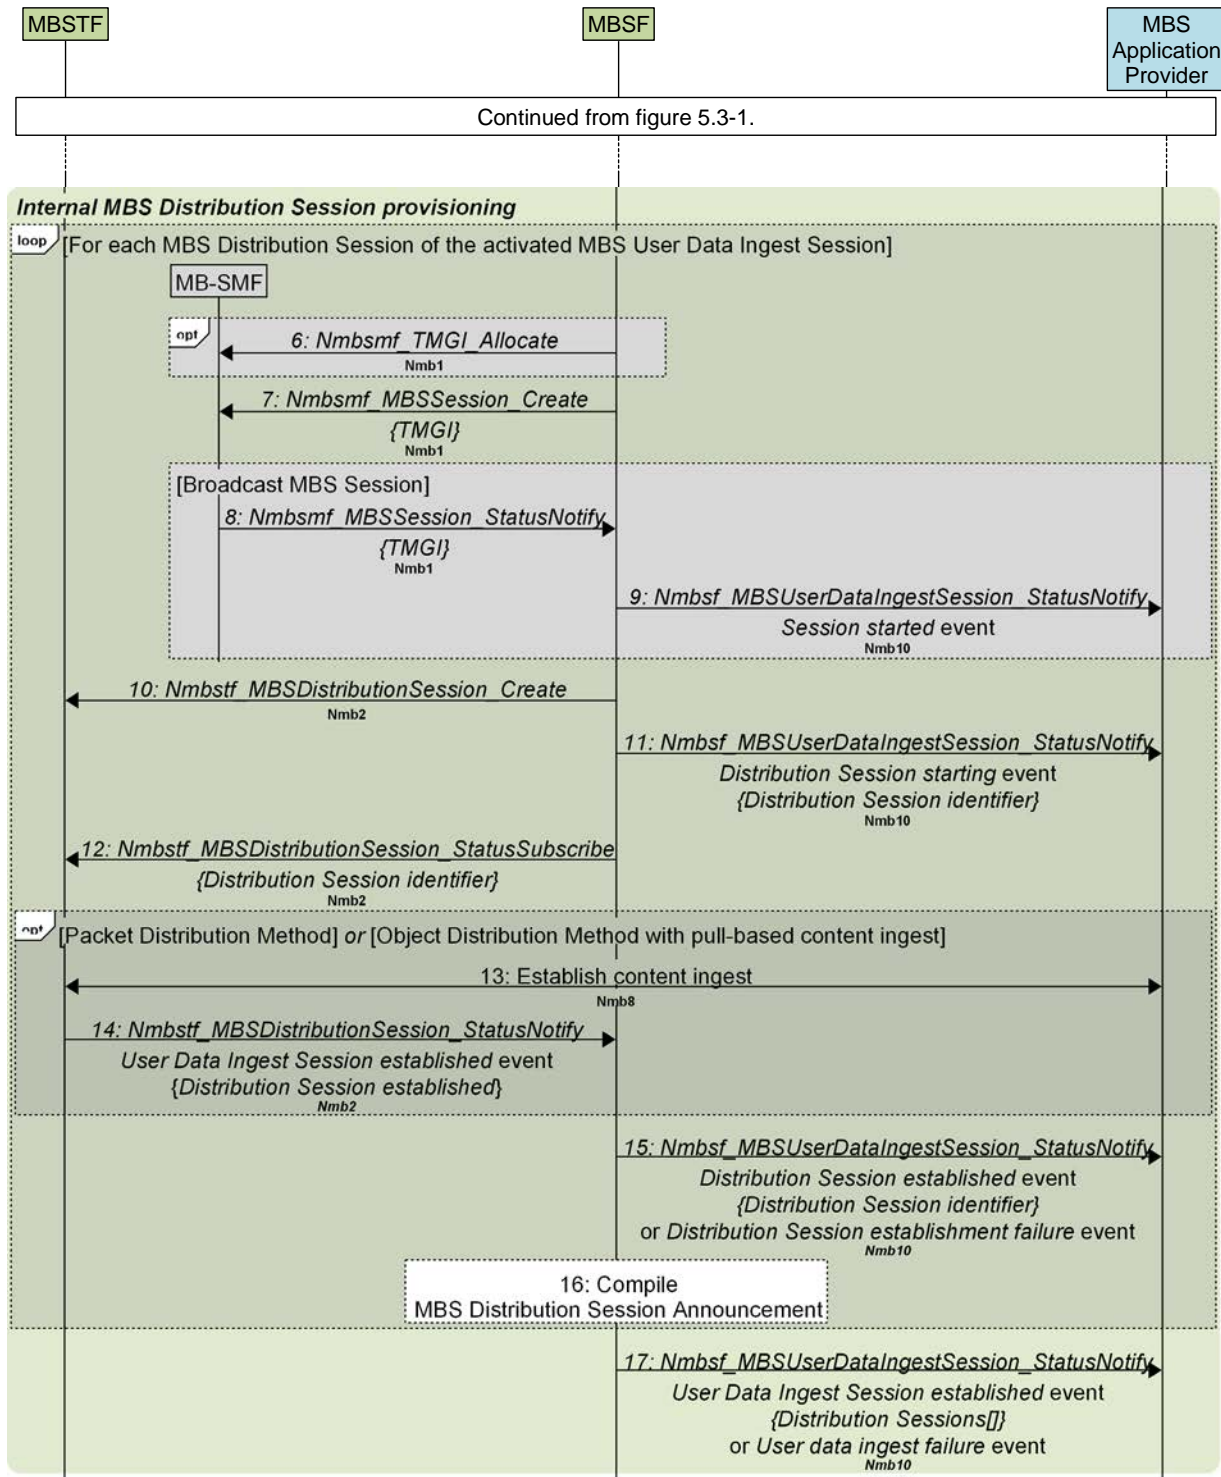 MBSTF
MBSF
MBS
Application
Provider
Continued from figure 5.3-1.
Internal MBS Distribution Session provisioning
loop
[For each MBS Distribution Session of the activated MBS User Data Ingest Session]
MB-SMF
opt
6: Nmbsmf_TMGI_Allocate
Nmb1
7: Nmbsmf_MBSSession_Create
{TMGI}
Nmb1
[Broadcast MBS Session]
8: Nmbsmf_MBSSession_StatusNotify
{TMGI}
Nmb1
9: Nmbsf_MBSUserDataIngestSession_StatusNotify
Session started event
Nmb10
10: Nmbstf_MBSDistributionSession_Create
Nmb2
11: Nmbsf_MBSUserDataIngestSession_StatusNotify
Distribution Session starting event
{Distribution Session identifier}
Nmb10
12: Nmbstf_MBSDistributionSession_StatusSubscribe
{Distribution Session identifier}
Nmb2
opt
[Packet Distribution Method] or [Object Distribution Method with pull-based content ingest]
13: Establish content ingest
Nmb8
14: Nmbstf_MBSDistributionSession_StatusNotify
User Data Ingest Session established event
{Distribution Session established}
Nmb2
15: Nmbsf_MBSUserDataIngestSession_StatusNotify
Distribution Session established event
{Distribution Session identifier}
or Distribution Session establishment failure event
Nmb10
16: Compile
MBS Distribution Session Announcement
17: Nmbsf_MBSUserDataIngestSession_StatusNotify
User Data Ingest Session established event
{Distribution Sessions[]}
or User data ingest failure event
Nmb10